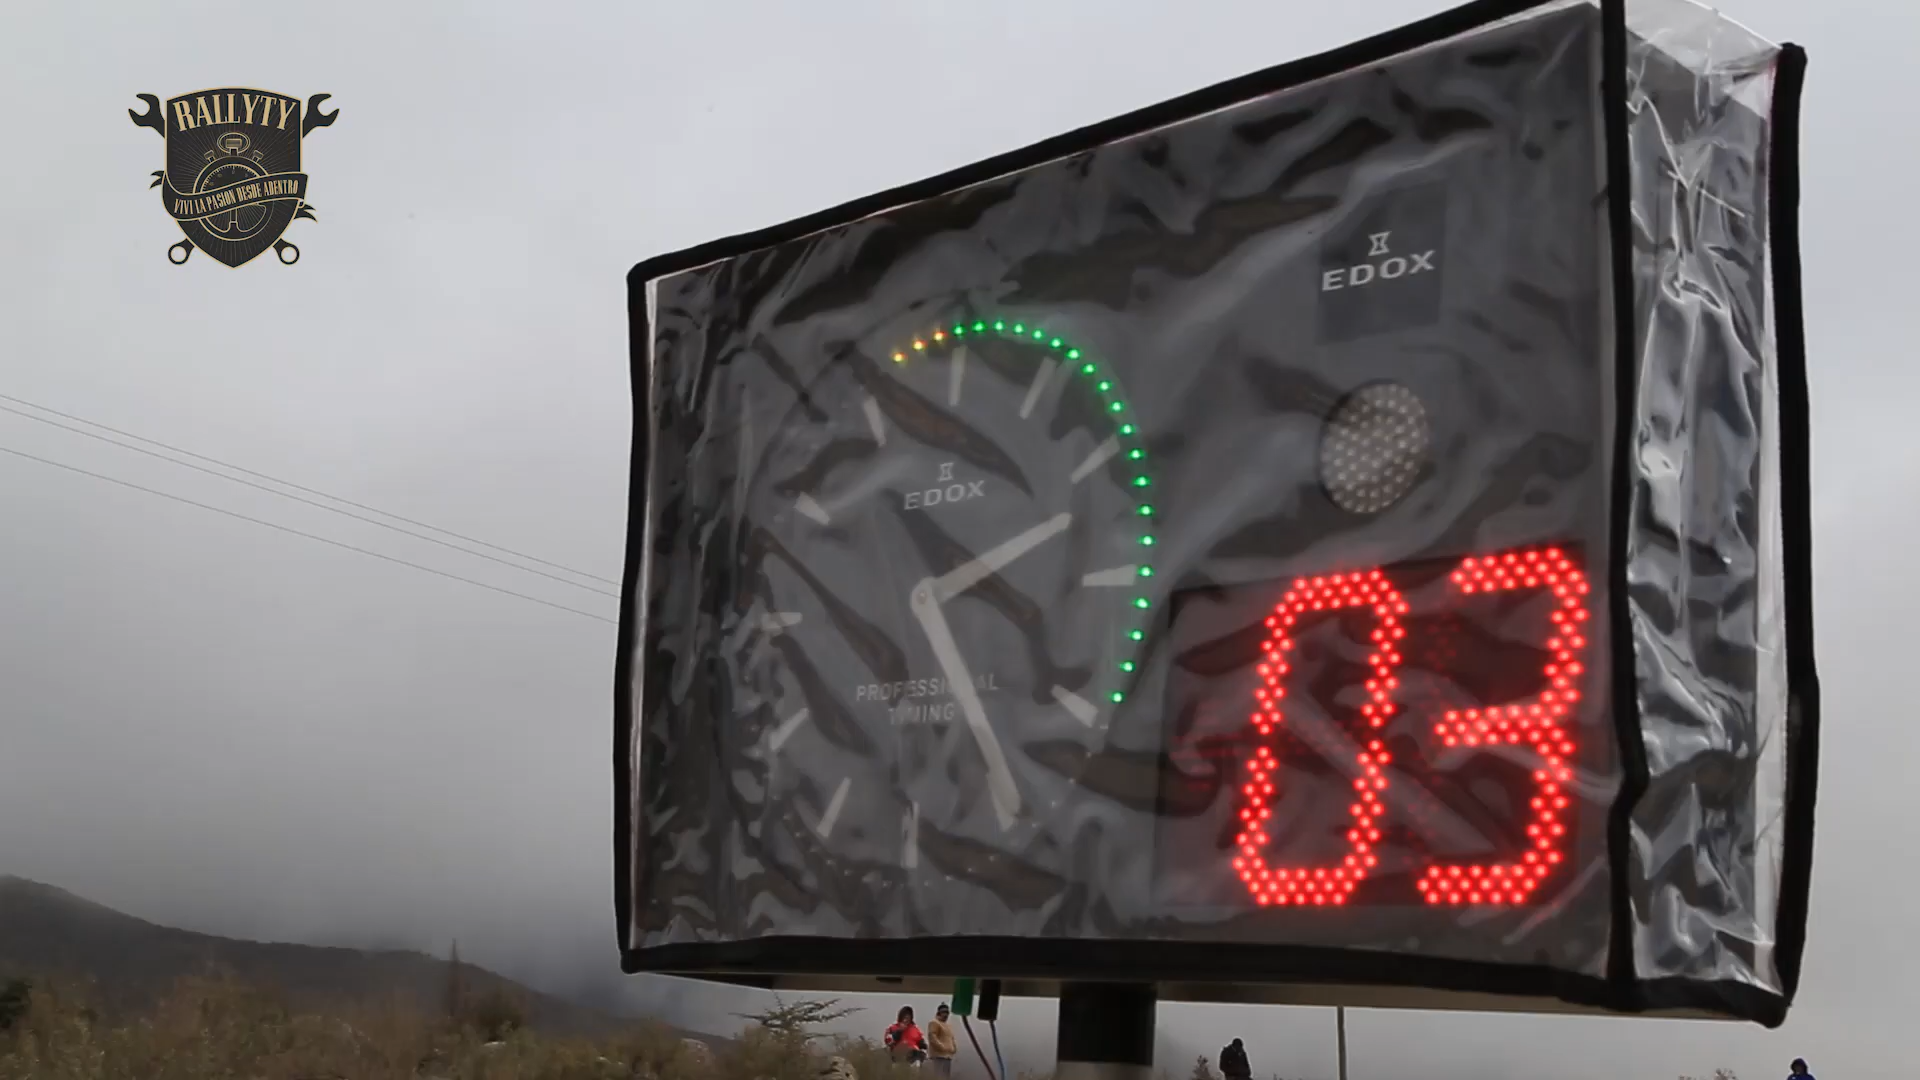 RALLYTY
VIVI LA PASION DESDE ADENTRO
EDOX
EDOX
PROFESSIONAL
TIMING
03